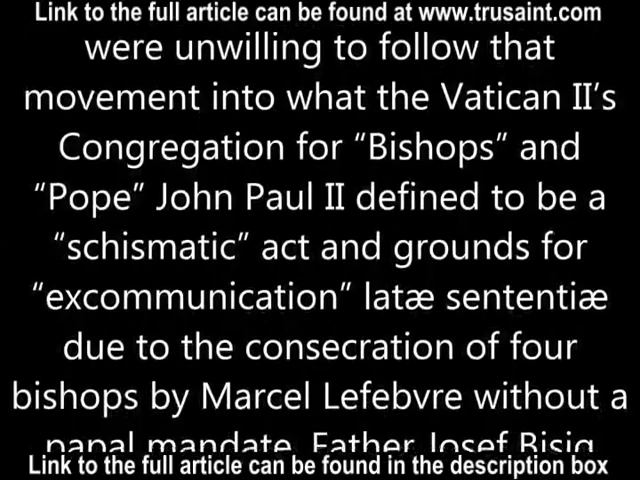 Link to the full article can be found at www.trusaint.com
were unwilling to follow that
movement into what the Vatican II's
Congregation for “Bishops” and
“Pope” John Paul II defined to be a
“schismatic” act and grounds for
“excommunication” latæ sententiæ
due to the consecration of four
bishops by Marcel Lefebvre without a
papal mandate. Father Josef Bisig
Link to the full article can be found in the description box